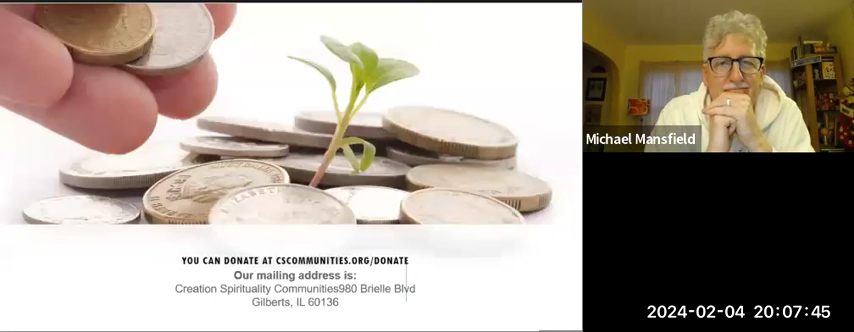 YOU CAN DONATE AT CSCOMMUNITIES.ORG/DONATE
Our mailing address is:
Creation Spirituality Communities980 Brielle Blvd
Gilberts, IL 60136
Michael Mansfield
2024-02-04 20:07:45